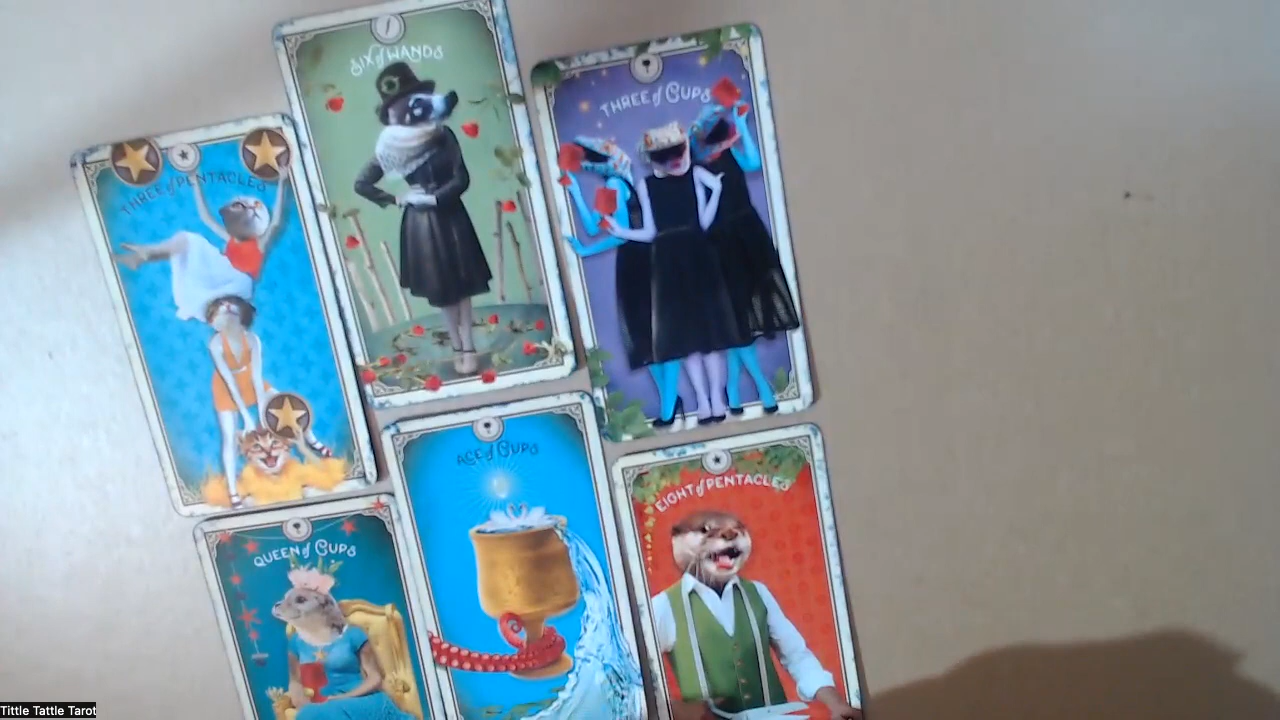 SIX of WANDS
THREE of CUPS
THREE of PENTACLES
ACE of CUPS
EIGHT of PENTACLES
QUEEN of CUPS
Tittle Tattle Tarot